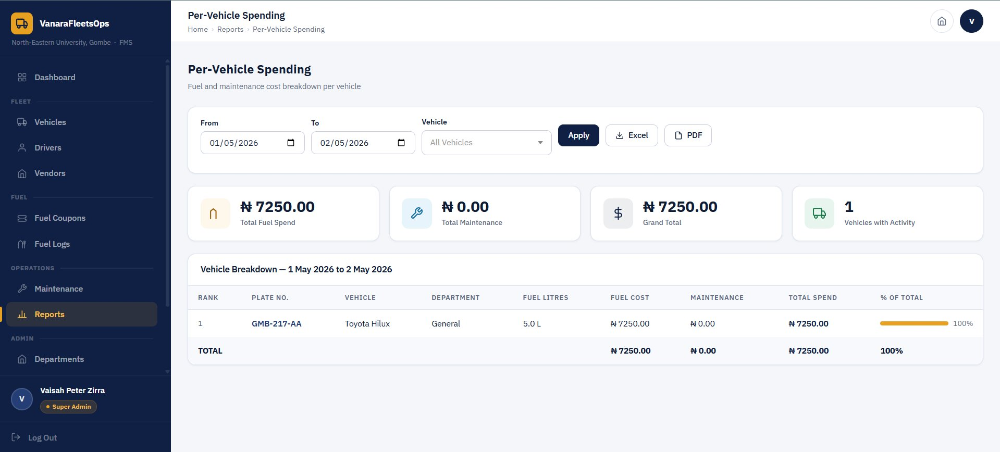 VanaraFleetsOps
North-Eastern University, Gombe · FMS
Dashboard
FLEET
Vehicles
Drivers
Vendors
FUEL
Fuel Coupons
Fuel Logs
OPERATIONS
Maintenance
Reports
ADMIN
Departments
V
Vaisah Peter Zirra
Super Admin
Log Out
Per-Vehicle Spending
Home › Reports › Per-Vehicle Spending
V
Per-Vehicle Spending
Fuel and maintenance cost breakdown per vehicle
From To Vehicle
01/05/2026 02/05/2026 All Vehicles Apply Excel PDF
₦ 7250.00
Total Fuel Spend
₦ 0.00
Total Maintenance
$
₦ 7250.00
Grand Total
1
Vehicles with Activity
Vehicle Breakdown — 1 May 2026 to 2 May 2026
RANK PLATE NO. VEHICLE DEPARTMENT FUEL LITRES FUEL COST MAINTENANCE TOTAL SPEND % OF TOTAL
1 GMB-217-AA Toyota Hilux General 5.0 L ₦ 7250.00 ₦ 0.00 ₦ 7250.00 100%
TOTAL ₦ 7250.00 ₦ 0.00 ₦ 7250.00 100%